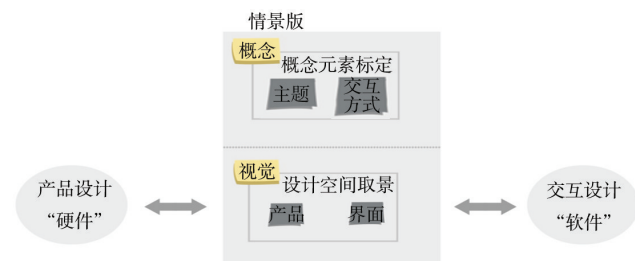 情景版
概念
概念元素标定
主题
交互
方式
视觉
设计空间取景
产品
界面
产品设计
“硬件”
交互设计
“软件”